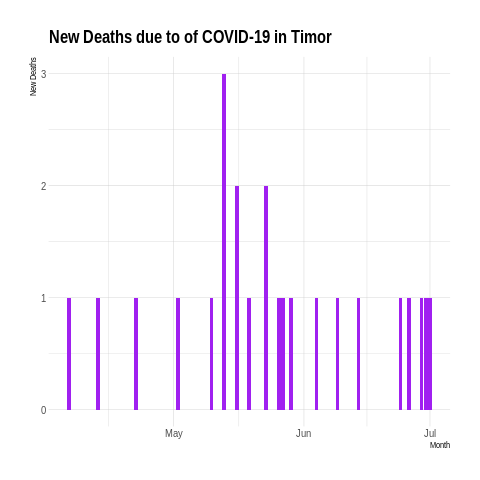 New Deaths due to of COVID-19 in Timor
New Deaths
3
2
1
0
May
Jun
Jul
Month